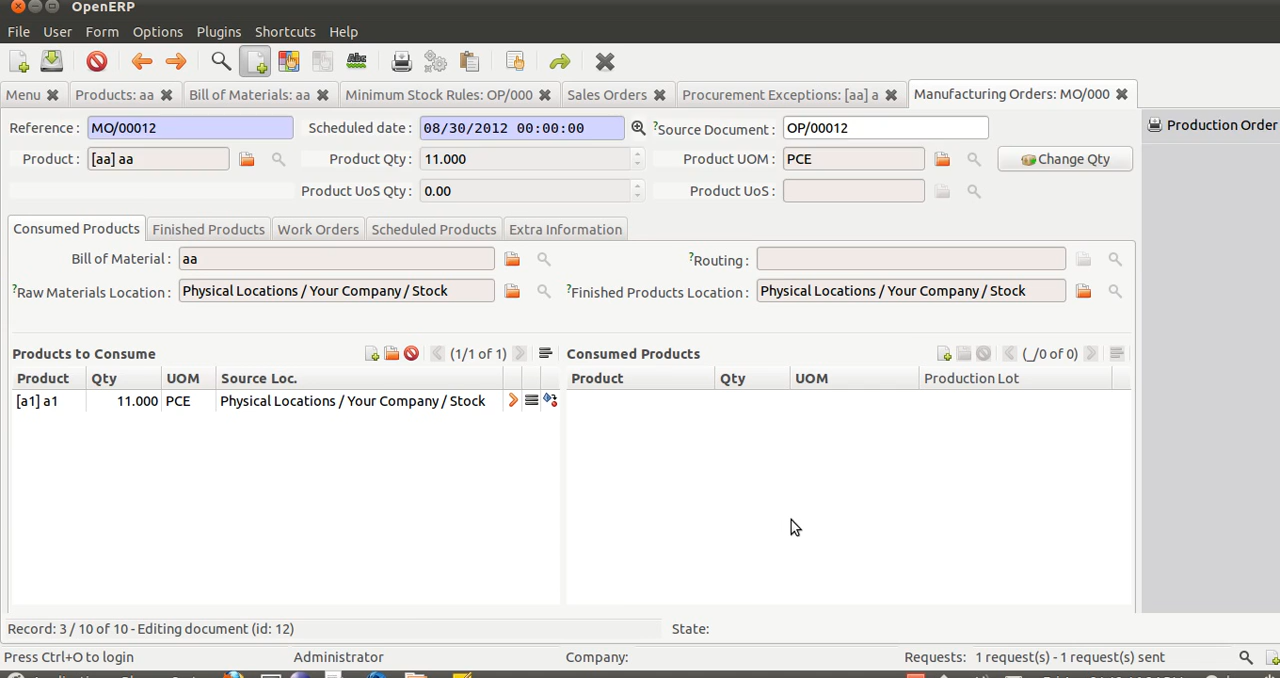 OpenERP
File User Form Options Plugins Shortcuts Help
Abc
Menu Products: aa Bill of Materials: aa Minimum Stock Rules: OP/000 Sales Orders Procurement Exceptions: [aa] a Manufacturing Orders: MO/000
Reference: MO/00012 Scheduled date: 08/30/2012 00:00:00 ?Source Document: OP/00012 Production Order
Product: [aa] aa Product Qty: 11.000 Product UOM: PCE Change Qty
Product UoS Qty: 0.00 Product UoS:
Consumed Products Finished Products Work Orders Scheduled Products Extra Information
Bill of Material: aa ?Routing:
?Raw Materials Location: Physical Locations / Your Company / Stock ?Finished Products Location: Physical Locations / Your Company / Stock
Products to Consume (1/1 of 1) Consumed Products (_/0 of 0)
Product Qty UOM Source Loc. Product Qty UOM Production Lot
[a1] a1 11.000 PCE Physical Locations / Your Company / Stock
Record: 3 / 10 of 10 - Editing document (id: 12) State:
Press Ctrl+O to login Administrator Company: Requests: 1 request(s) - 1 request(s) sent